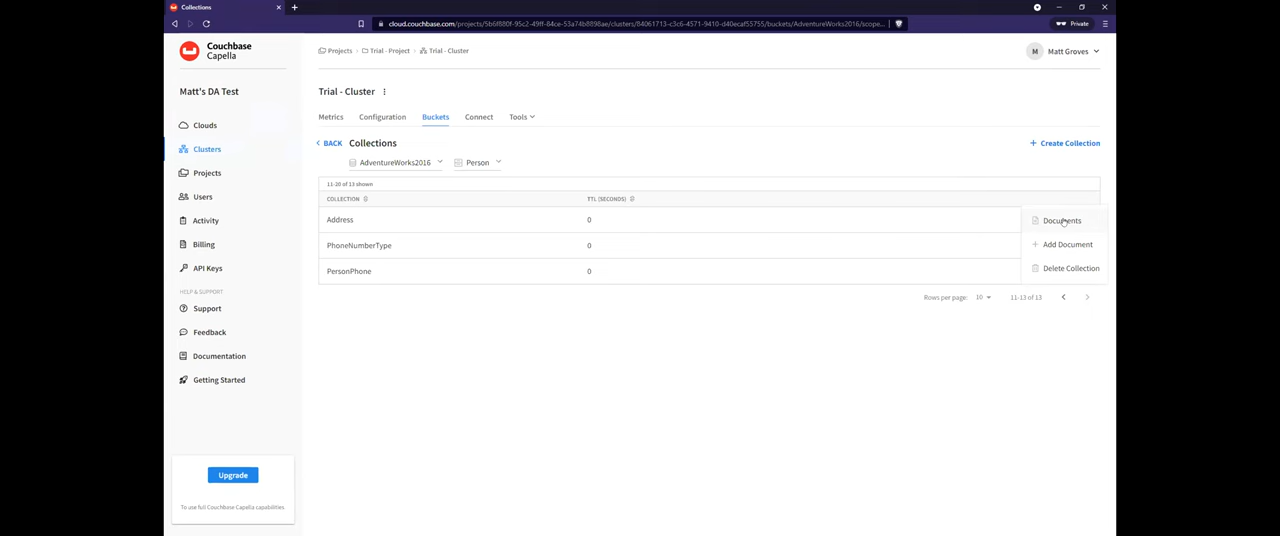 Collections
cloud.couchbase.com/projects/5b6f880f-95c2-49ff-84ce-53a74b8898ae/clusters/84061713-c3c6-4571-9410-d40ecaf55755/buckets/AdventureWorks2016/scope...
Private
Couchbase
Capella
Projects > Trial - Project > Trial - Cluster
M Matt Groves
Matt's DA Test
Trial - Cluster
Clouds
Clusters
Projects
Users
Activity
Billing
API Keys
HELP & SUPPORT
Support
Feedback
Documentation
Getting Started
Upgrade
To use full Couchbase Capella capabilities
Metrics Configuration Buckets Connect Tools
< BACK Collections
+ Create Collection
AdventureWorks2016 Person
11-20 of 13 shown
COLLECTION TTL (SECONDS)
Address 0
PhoneNumberType 0
PersonPhone 0
Documents
+ Add Document
Delete Collection
Rows per page: 10 11-13 of 13 < >